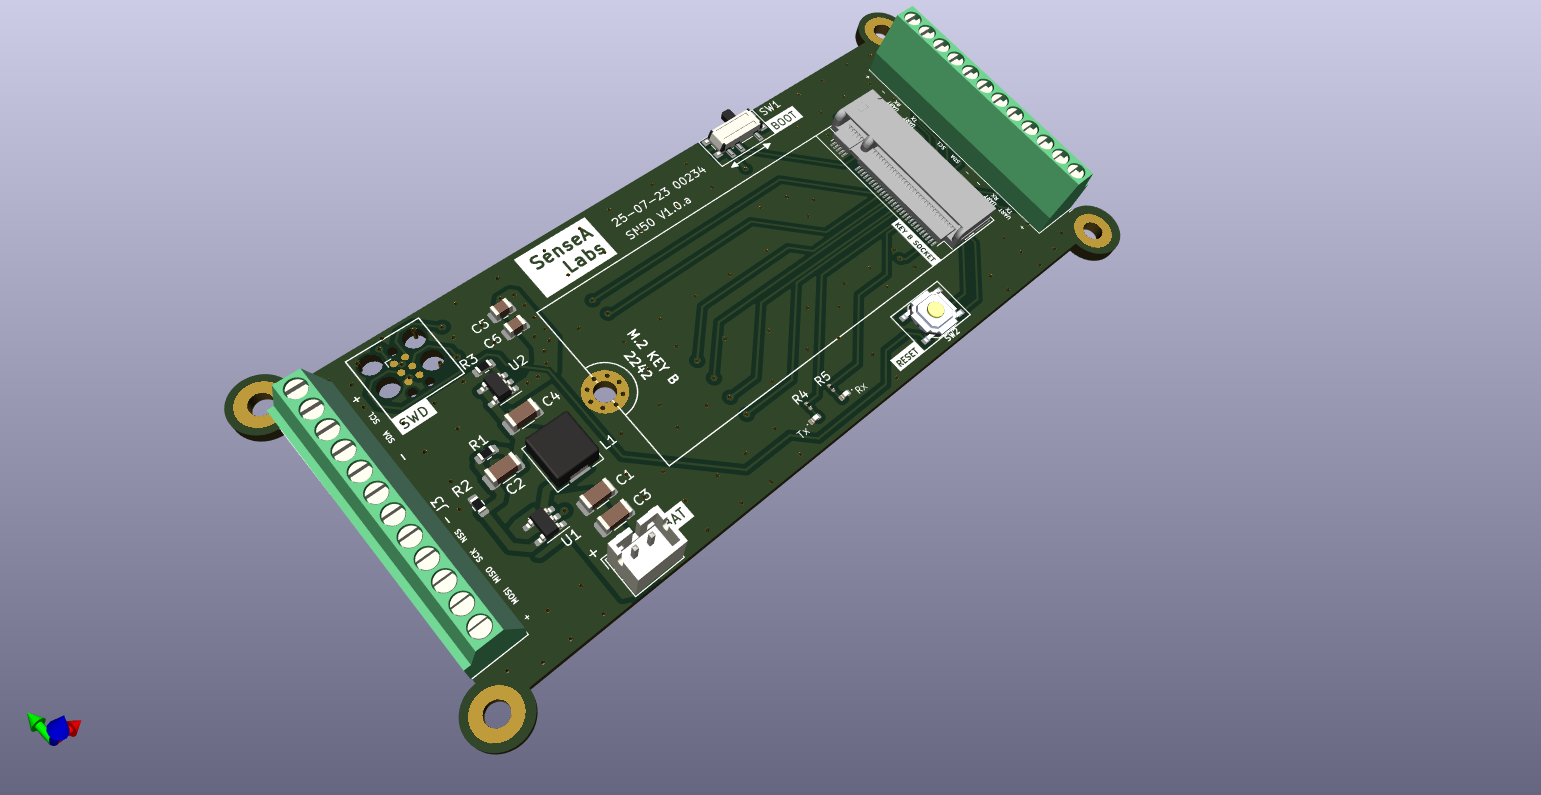 SW1
BOOT
25-07-23 00234
SM50 V1.0.a
SénseA
Labs
KEY B SOCKET
SW2
RESET
M.2 KEY B
2242
C5
C6
R3
U2
SWD
C4
L1
R1
R2
C2
C1
C3
U1
R4
R5
Tx
Rx
+
SCL
SDA
-
J3
-
NSS
SCK
MISO
MOSI
+
+